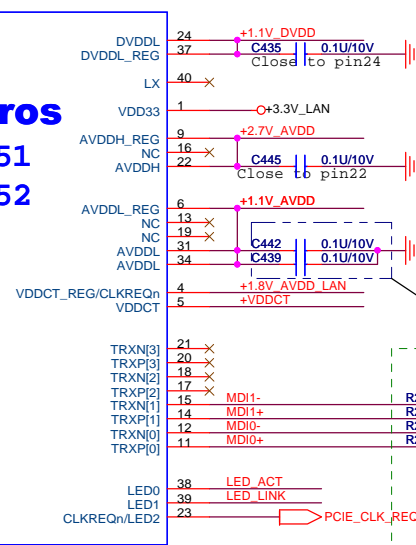 ros
51
52
DVDDL 24 +1.1V_DVDD
DVDDL_REG 37 C435 0.1U/10V
Close to pin24
LX 40
VDD33 1 +3.3V_LAN
AVDDH_REG 9 +2.7V_AVDD
NC 16
AVDDH 22 C445 0.1U/10V
Close to pin22
AVDDL_REG 6 +1.1V_AVDD
NC 13
NC 19
AVDDL 31 C442 0.1U/10V
AVDDL 34 C439 0.1U/10V
VDDCT_REG/CLKREQn 4 +1.8V_AVDD_LAN
VDDCT 5 +VDDCT
TRXN[3] 21
TRXP[3] 20
TRXN[2] 18
TRXP[2] 17
TRXN[1] 15 MDI1-
TRXP[1] 14 MDI1+
TRXN[0] 12 MDI0-
TRXP[0] 11 MDI0+
LED0 38 LED_ACT
LED1 39 LED_LINK
CLKREQn/LED2 23 PCIE_CLK_REQ